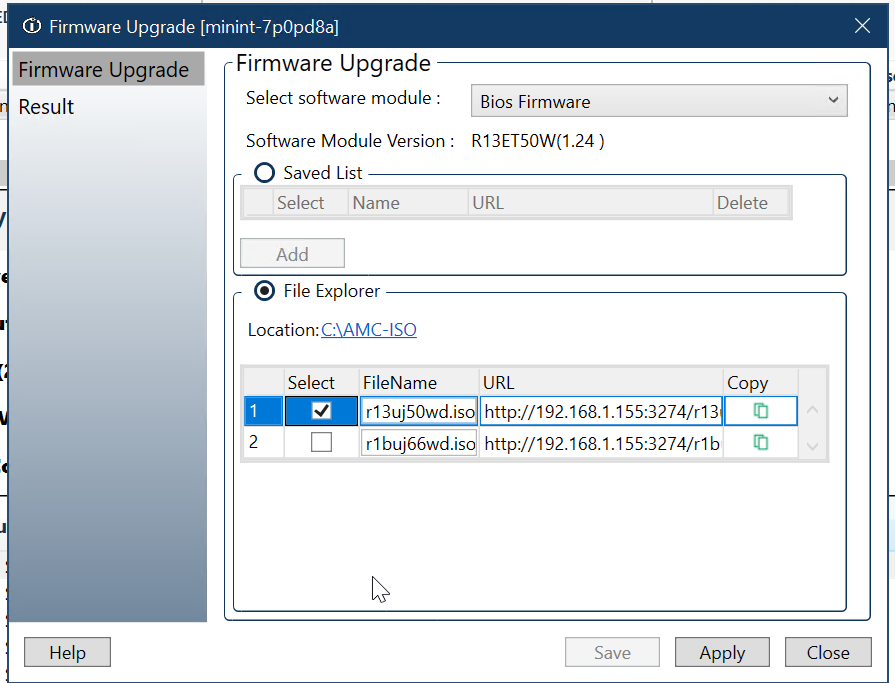 Firmware Upgrade [minint-7p0pd8a]
Firmware Upgrade
Result
Firmware Upgrade
Select software module :
Bios Firmware
Software Module Version : R13ET50W(1.24 )
Saved List
Select Name URL Delete
Add
File Explorer
Location:C:\AMC-ISO
Select FileName URL Copy
1 r13uj50wd.iso http://192.168.1.155:3274/r13
2 r1buj66wd.iso http://192.168.1.155:3274/r1b
Help Save Apply Close